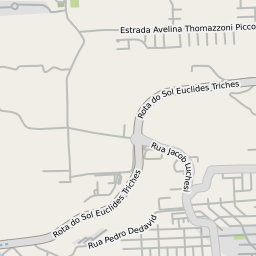 Estrada Avelina Thomazzoni Picco
Rota do Sol Euclides Triches
Rua Jacob Luchesi
Rota do Sol Euclides Triches
Rua Pedro Dedavid